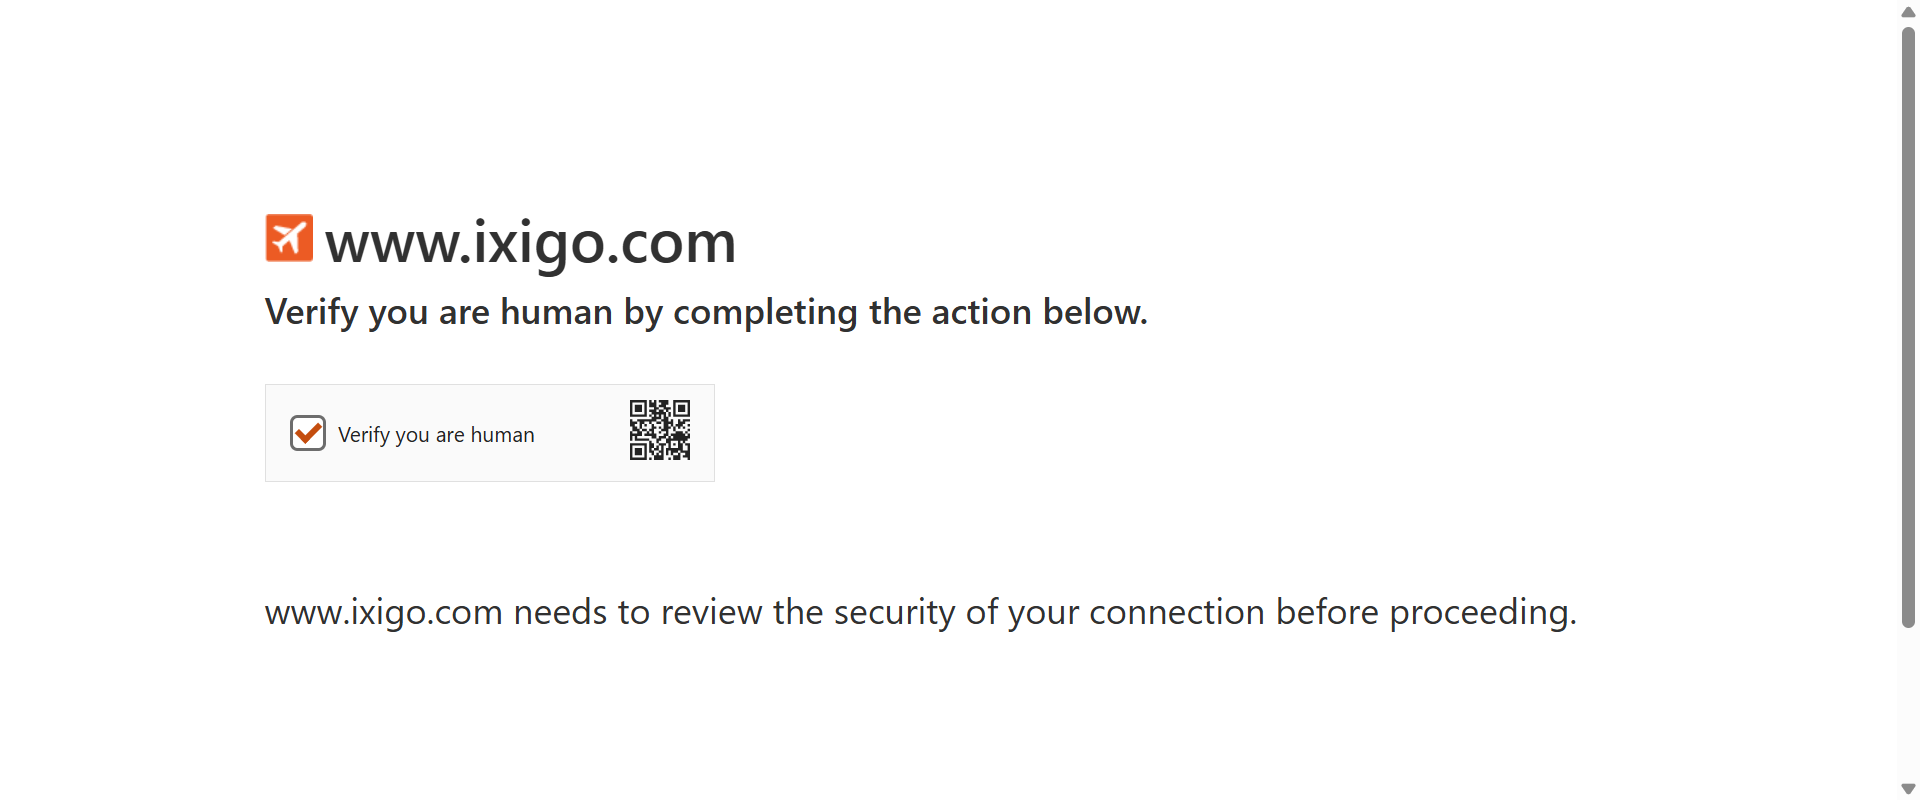 www.ixigo.com
Verify you are human by completing the action below.
Verify you are human
www.ixigo.com needs to review the security of your connection before proceeding.